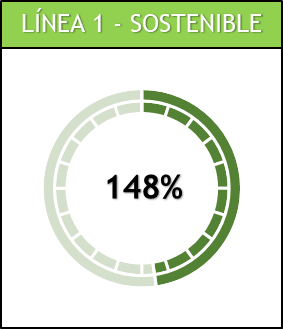 LÍNEA 1 - SOSTENIBLE
148%